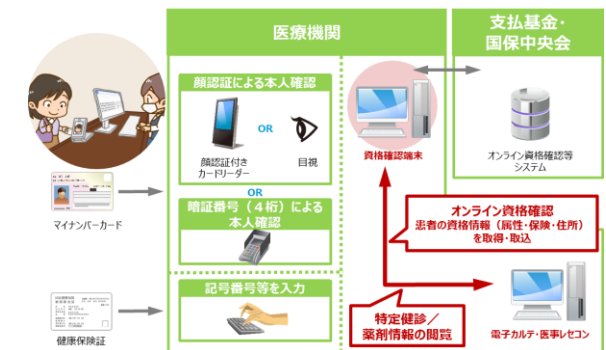 医療機関
支払基金・
国保中央会
顔認証による本人確認
OR
顔認証付き
カードリーダー
目視
OR
暗証番号（４桁）による
本人確認
記号番号等を入力
マイナンバーカード
健康保険証
資格確認端末
オンライン資格確認等
システム
オンライン資格確認
患者の資格情報（属性・保険・住所）
を取得・取込
特定健診／
薬剤情報の閲覧
電子カルテ・医事レセコン